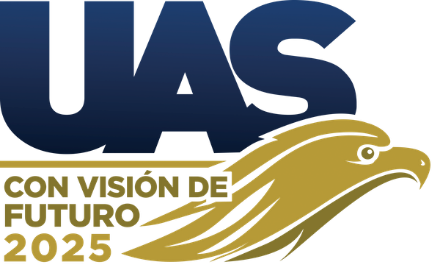 UAS
CON VISIÓN DE
FUTURO
2025